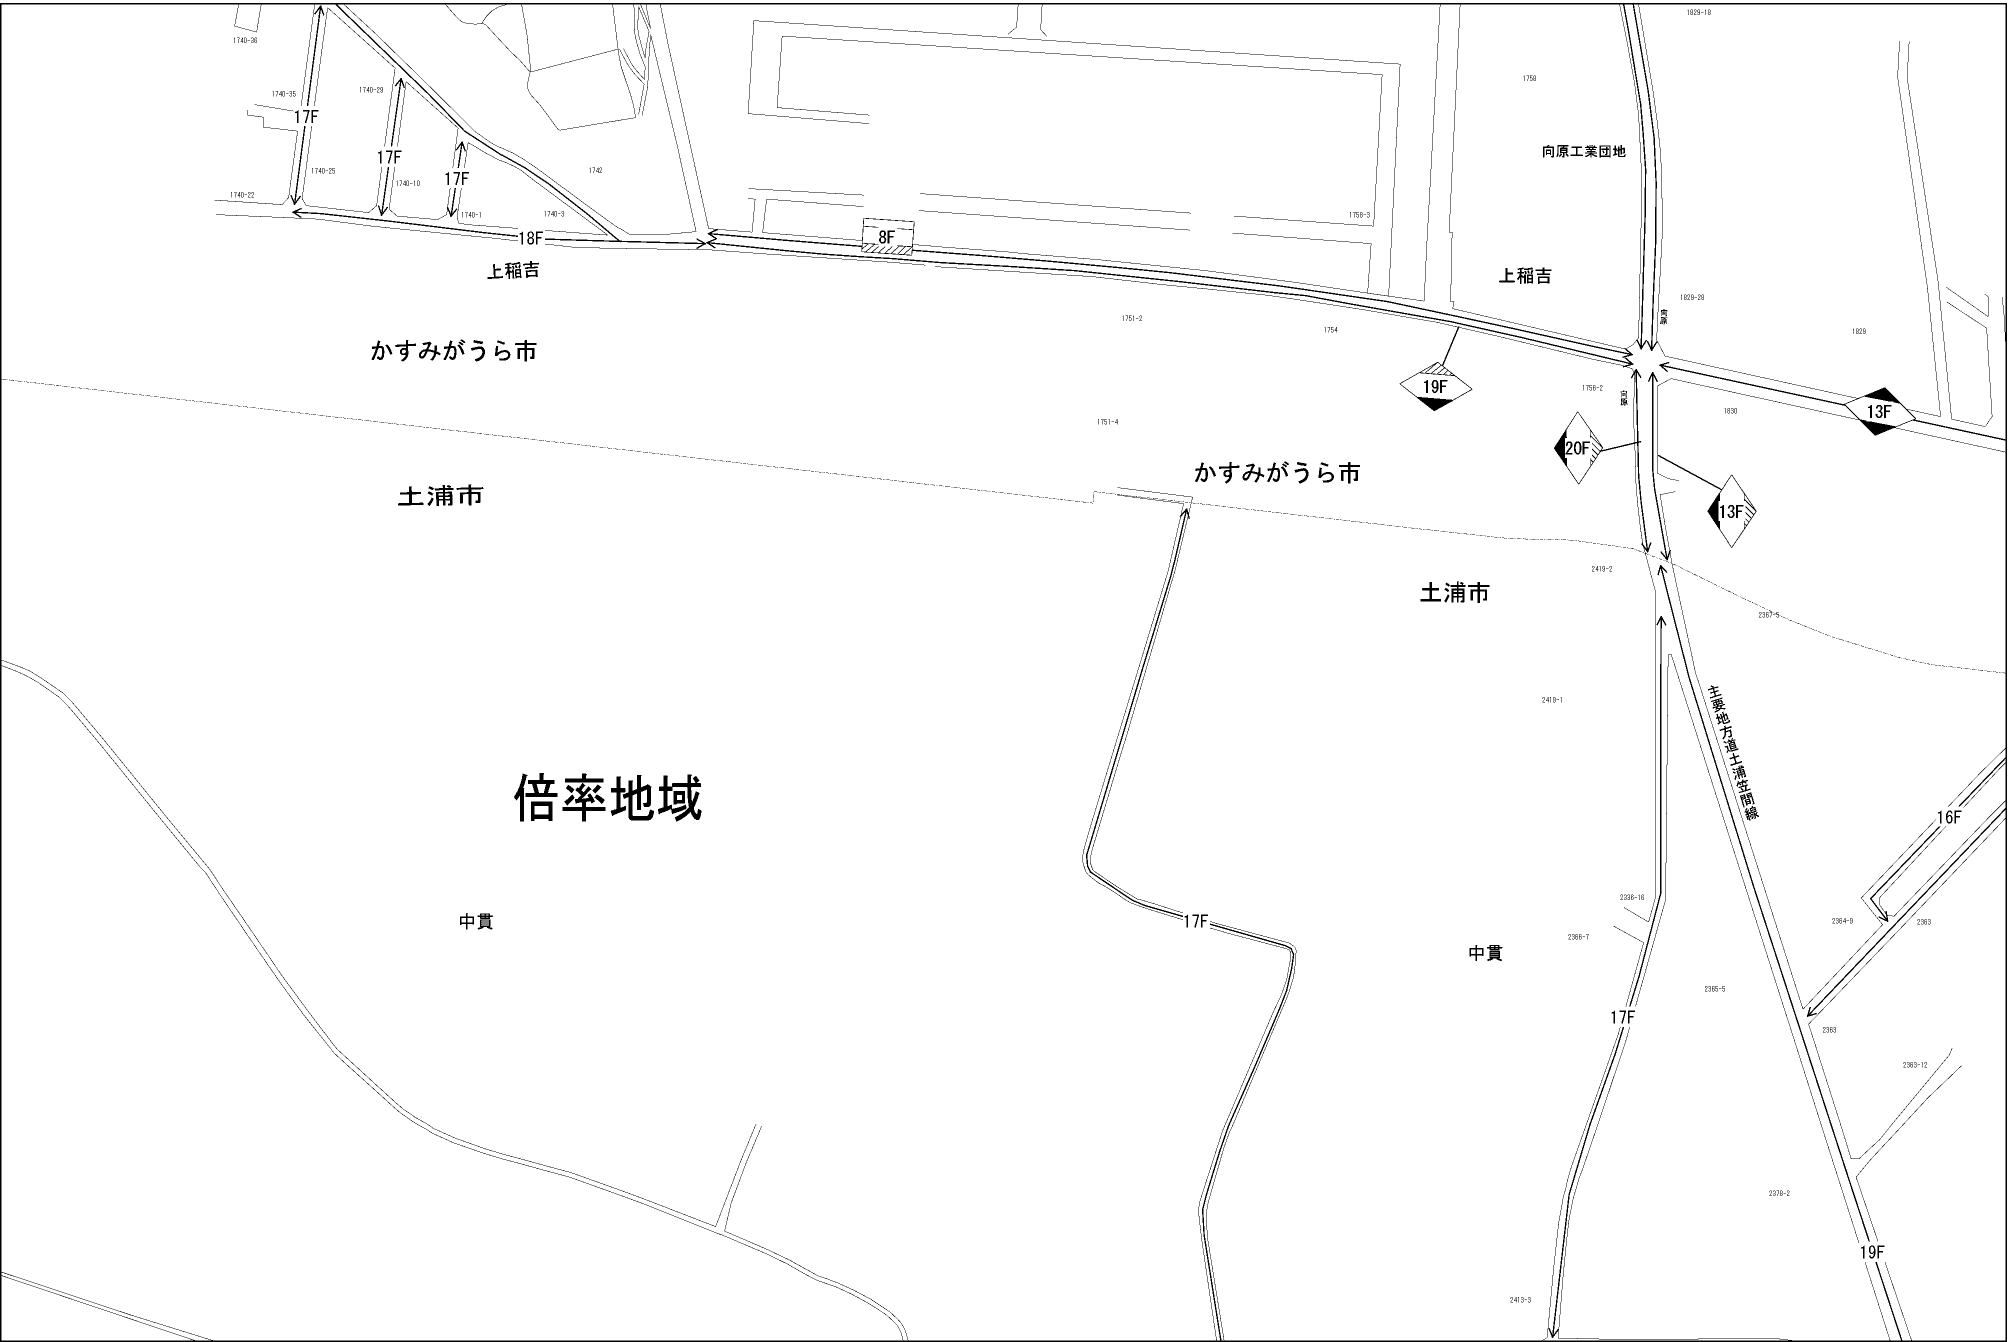 1829-18
1740-36
1758
1740-35
1740-29
17F
向原工業団地
17F
1742
17F
1740-25
1740-10
1740-22
1740-1
1740-3
1758-3
18F
8F
上稲吉
上稲吉
1829-28
向原
1751-2
1754
1829
かすみがうら市
19F
1756-2
向原
1830
13F
1751-4
20F
かすみがうら市
土浦市
13F
2419-2
土浦市
2367-5
2419-1
主要地方道土浦笠間線
倍率地域
16F
2336-16
中貫
17F
2364-9
2363
2366-7
中貫
2365-5
17F
2363
2363-12
2378-2
19F
2413-3